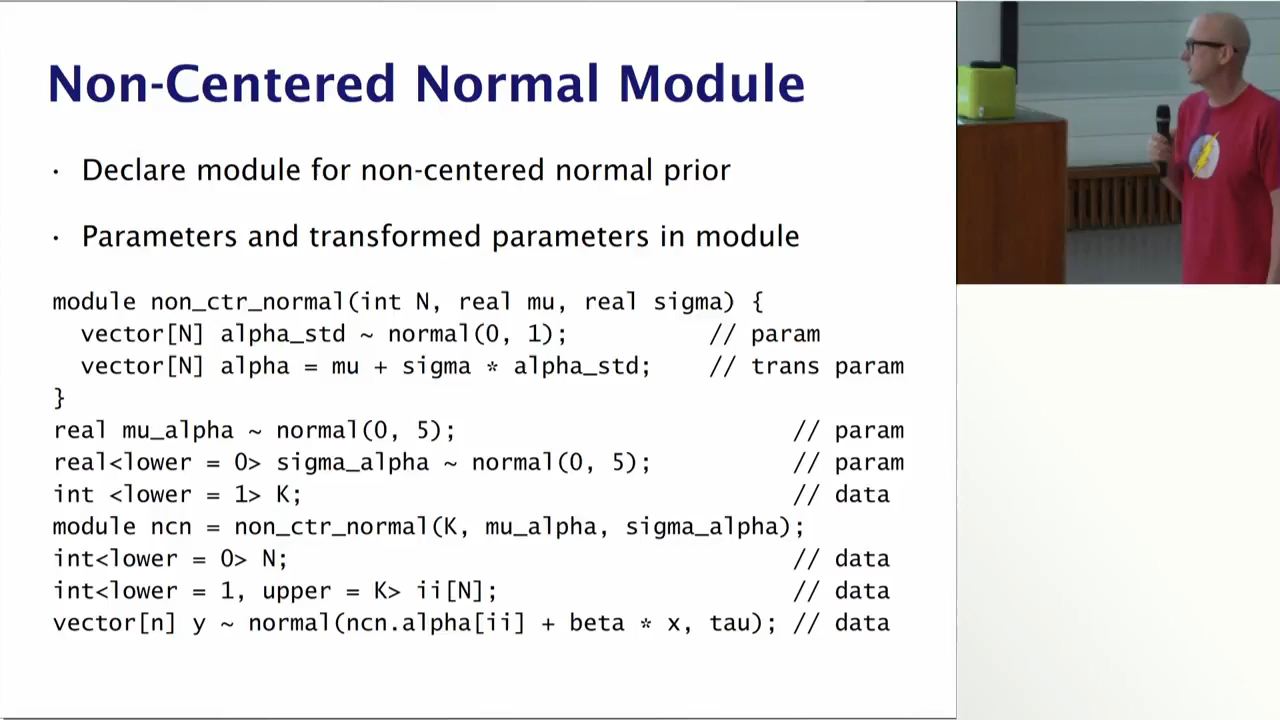 Non-Centered Normal Module
· Declare module for non-centered normal prior
· Parameters and transformed parameters in module
module non_ctr_normal(int N, real mu, real sigma) {
  vector[N] alpha_std ~ normal(0, 1);          // param
  vector[N] alpha = mu + sigma * alpha_std;    // trans param
}
real mu_alpha ~ normal(0, 5);                        // param
real<lower = 0> sigma_alpha ~ normal(0, 5);          // param
int <lower = 1> K;                                   // data
module ncn = non_ctr_normal(K, mu_alpha, sigma_alpha);
int<lower = 0> N;                                    // data
int<lower = 1, upper = K> ii[N];                     // data
vector[n] y ~ normal(ncn.alpha[ii] + beta * x, tau); // data